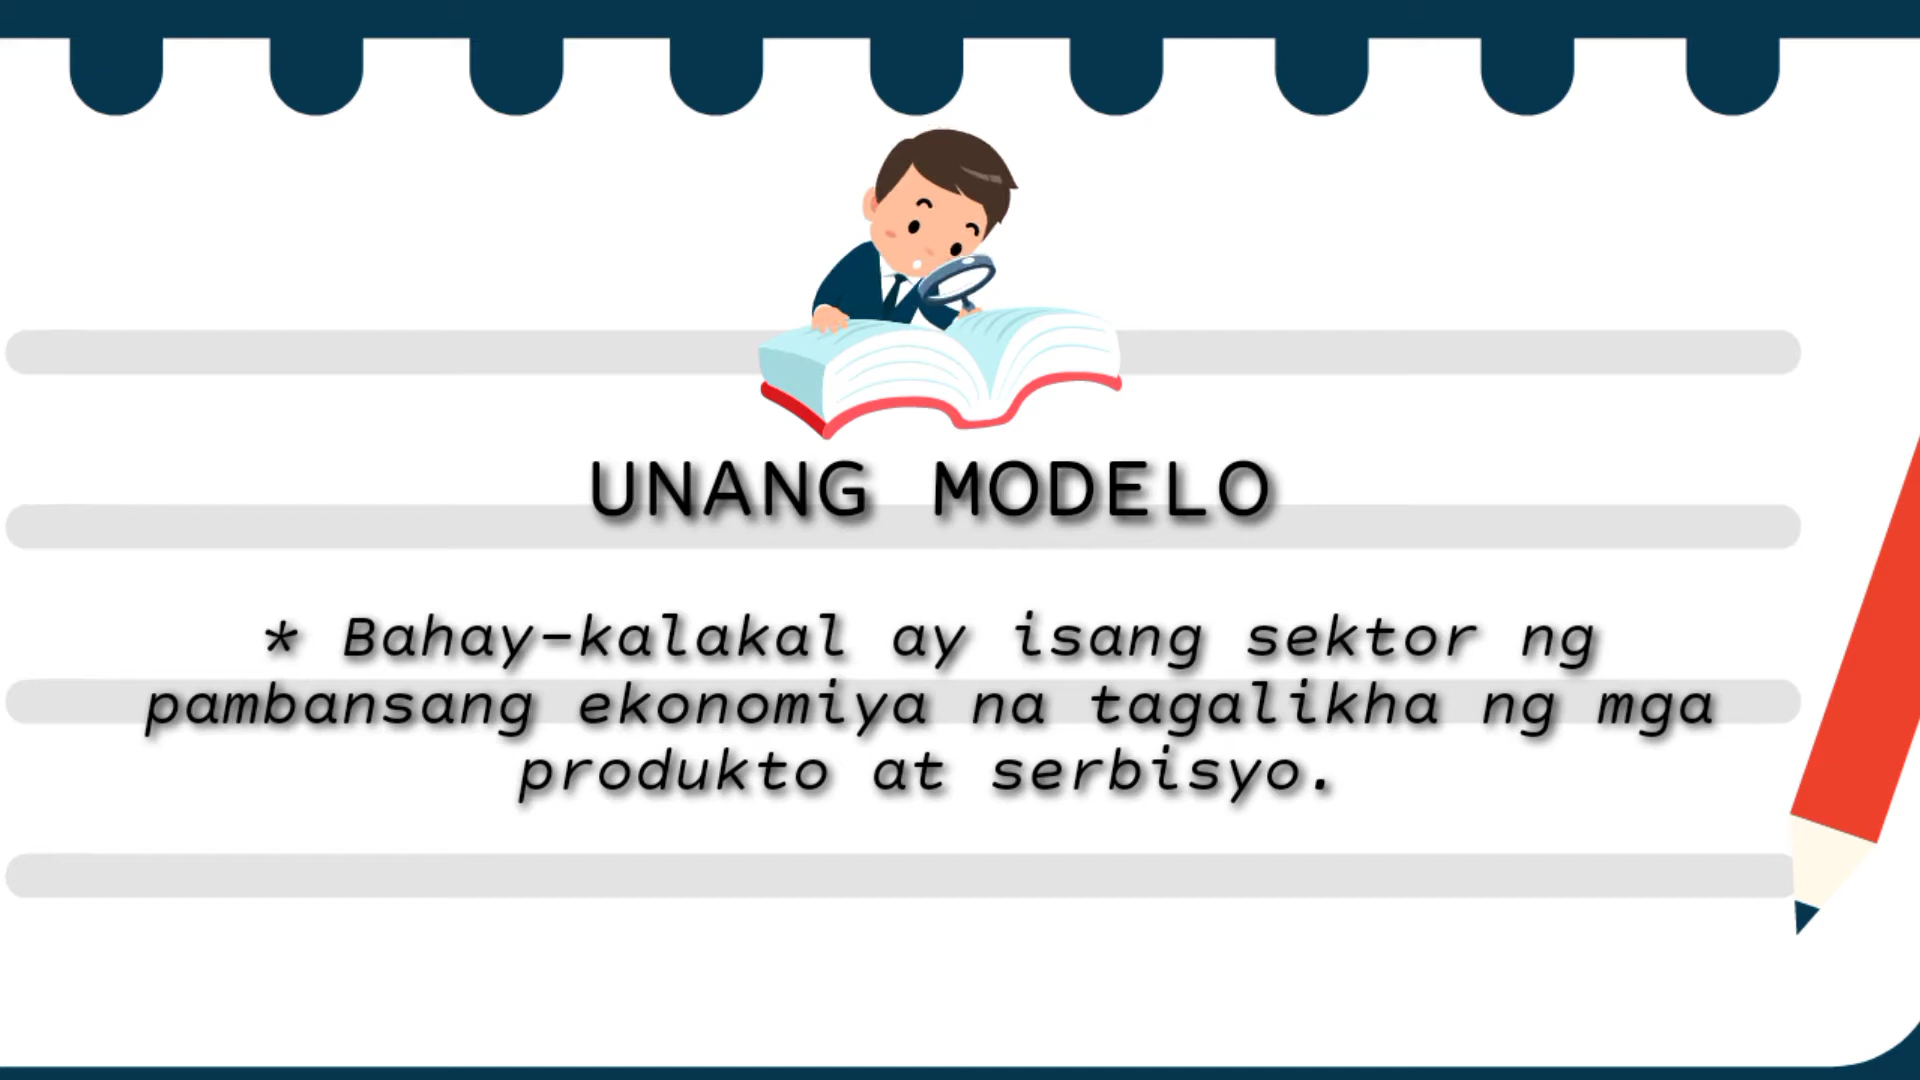 UNANG MODELO
* Bahay-kalakal ay isang sektor ng
pambansang ekonomiya na tagalikha ng mga
produkto at serbisyo.